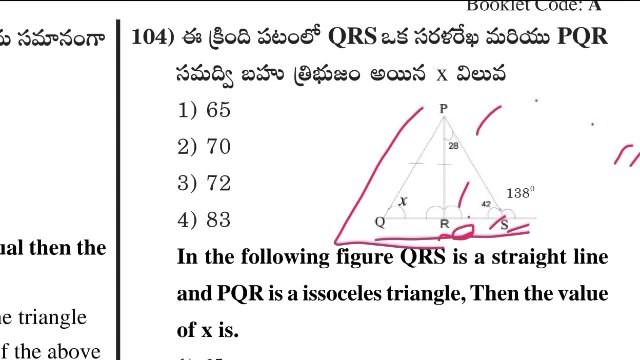 Booklet Code: A
ు సమానంగా
104) ఈ క్రింది పటంలో QRS ఒక సరళరేఖ మరియు PQR
సమద్వి బహు త్రిభుజం అయిన x విలువ
1) 65
2) 70
3) 72
4) 83
P
28
x
42
138°
Q
R
S
ual then the
In the following figure QRS is a straight line
and PQR is a issoceles triangle, Then the value
of x is.
e triangle
f the above